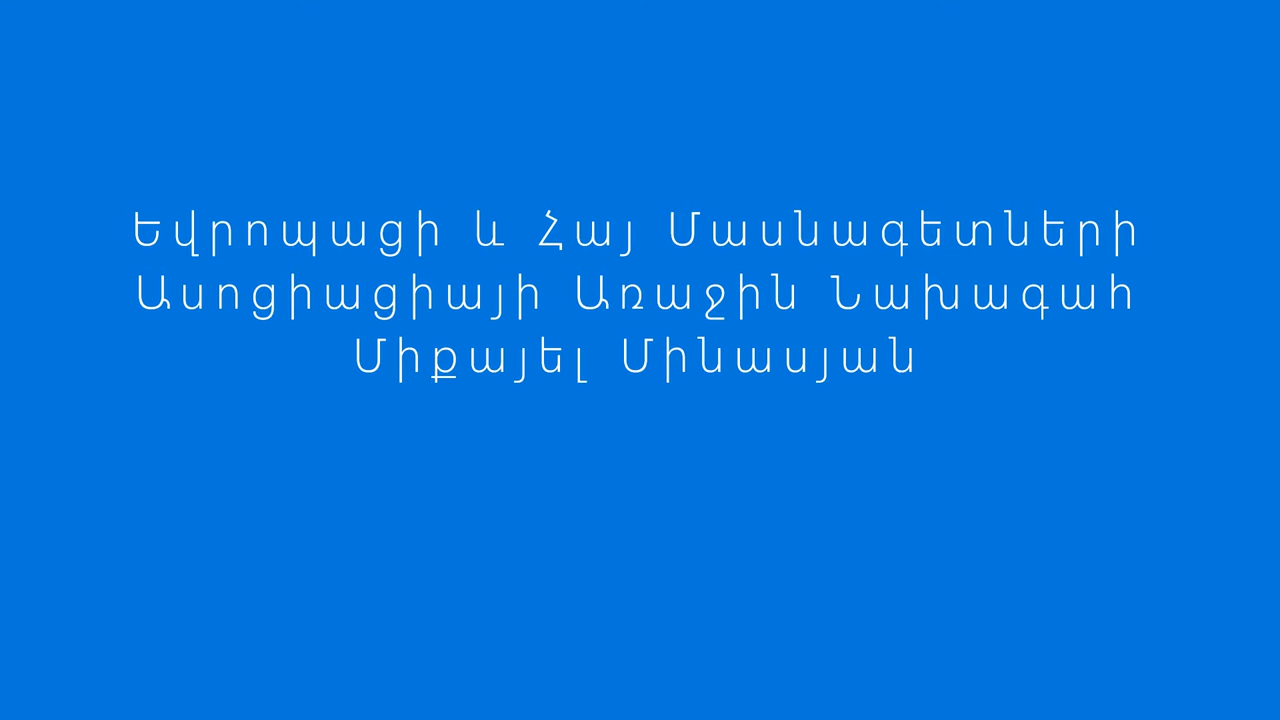 Եվրոպացի և Հայ Մասնագետների
Ասոցիացիայի Առաջին Նախագահ
Միքայել Մինասյան